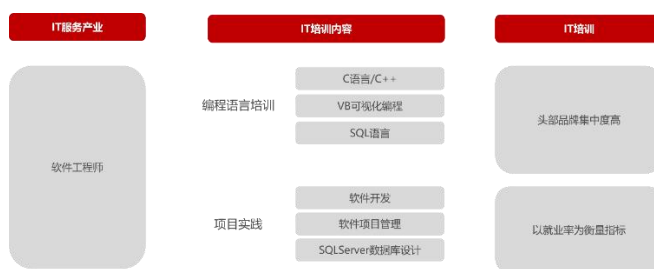 IT服务产业
IT培训内容
IT培训
软件工程师
编程语言培训
C语言/C++
VB可视化编程
SQL语言
项目实践
软件开发
软件项目管理
SQLServer数据库设计
头部品牌集中度高
以就业率为衡量指标